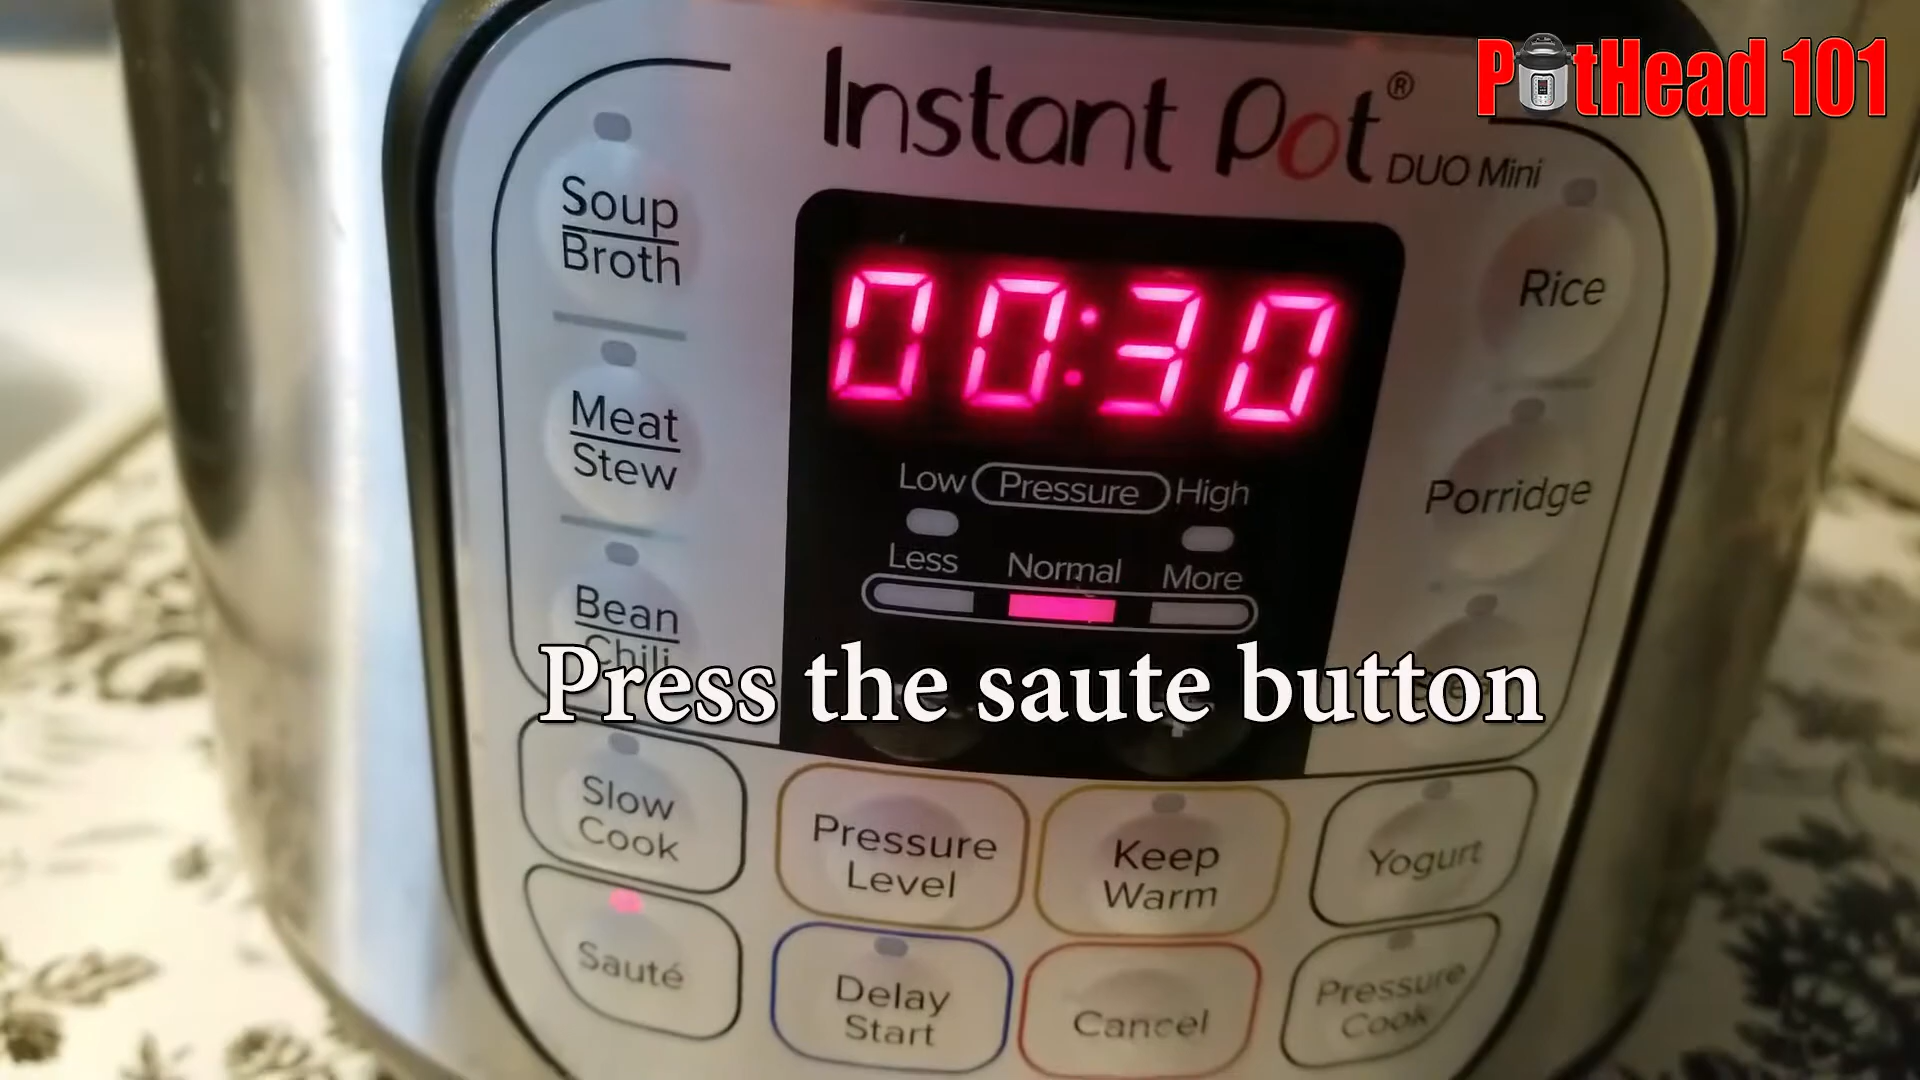 PotHead 101
Instant Pot®
DUO Mini
Soup
Broth
Meat
Stew
Bean
Chili
00:30
Low Pressure High
Less Normal More
Rice
Porridge
Press the saute button
Slow
Cook
Pressure
Level
Keep
Warm
Yogurt
Sauté
Delay
Start
Cancel
Pressure
Cook